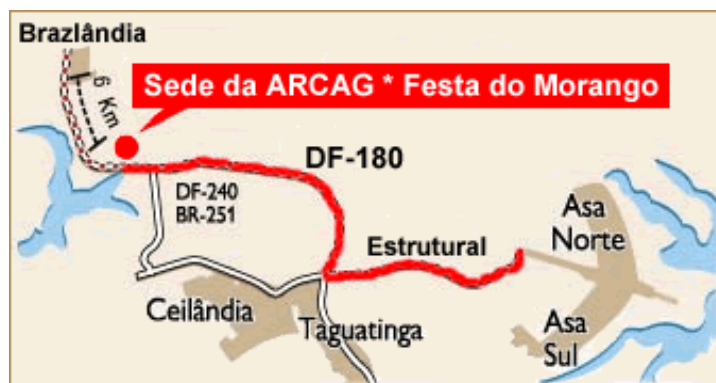 Brazlândia
6 Km
Sede da ARCAG * Festa do Morango
DF-180
DF-240
BR-251
Estrutural
Asa
Norte
Ceilândia
Taguatinga
Asa
Sul